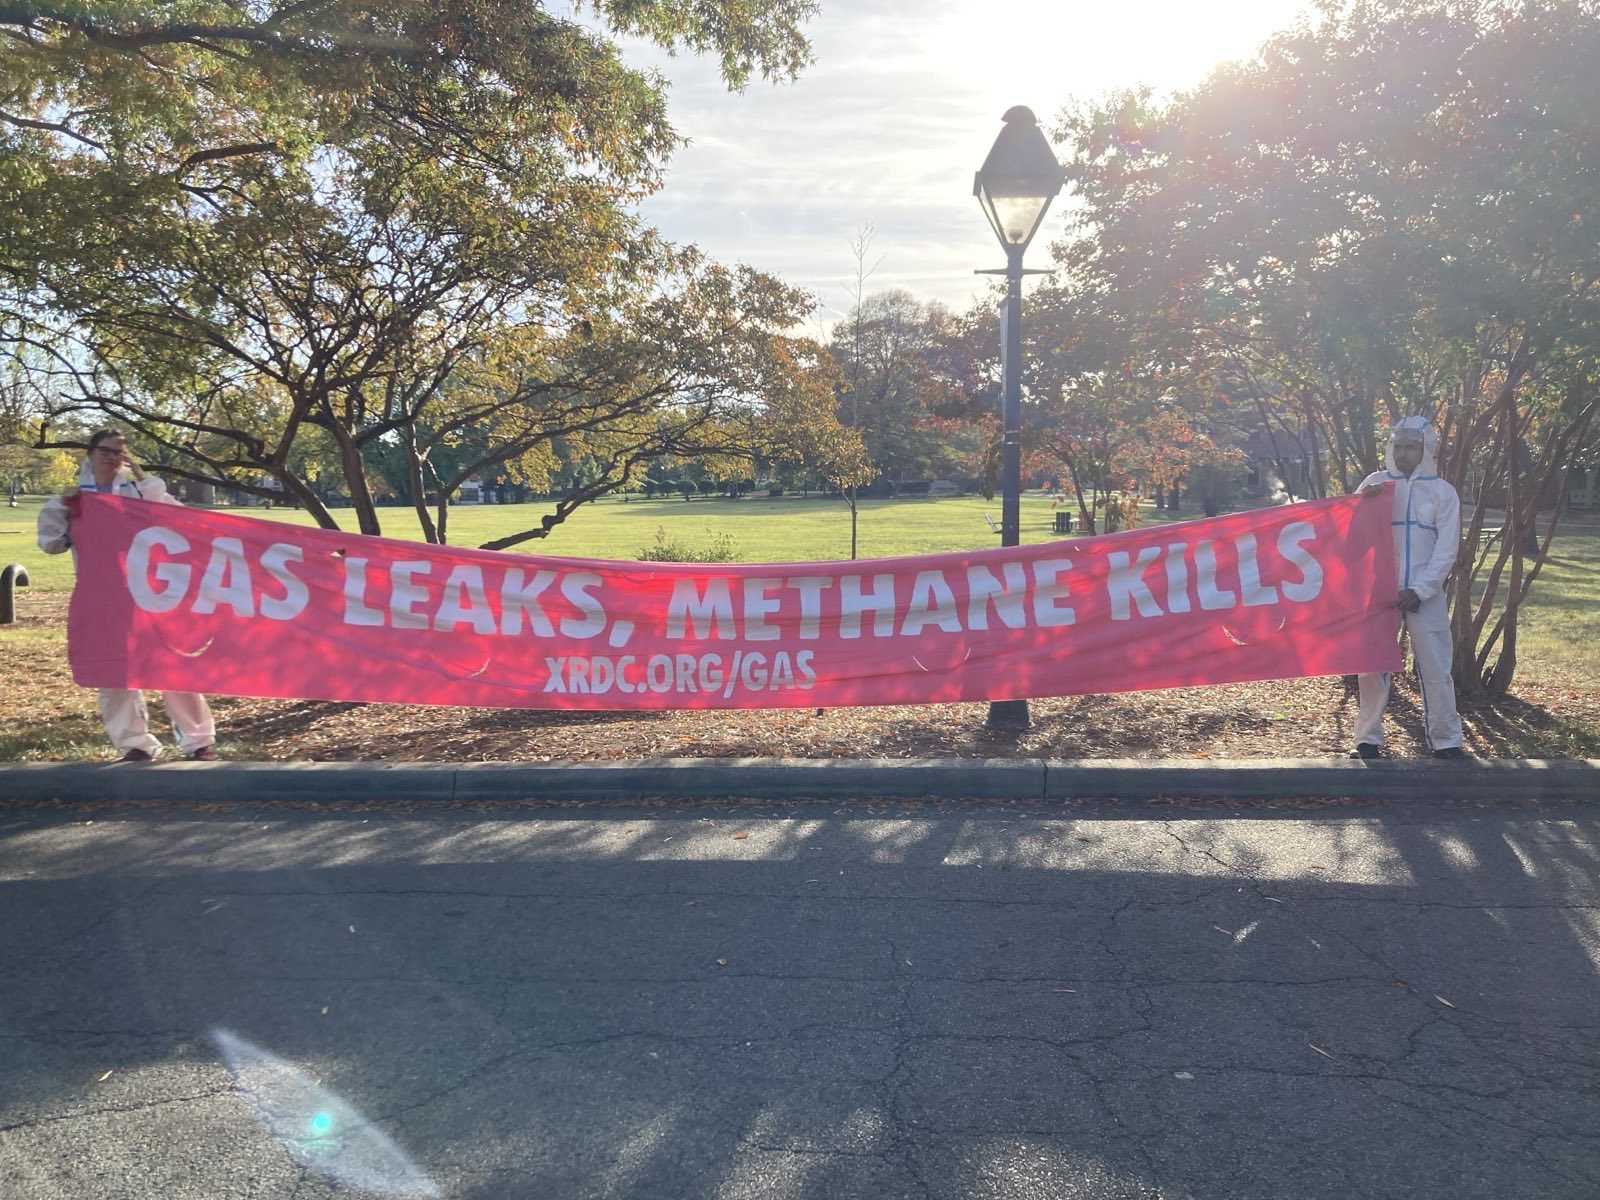 GAS LEAKS, METHANE KILLS
XRDC.ORG/GAS